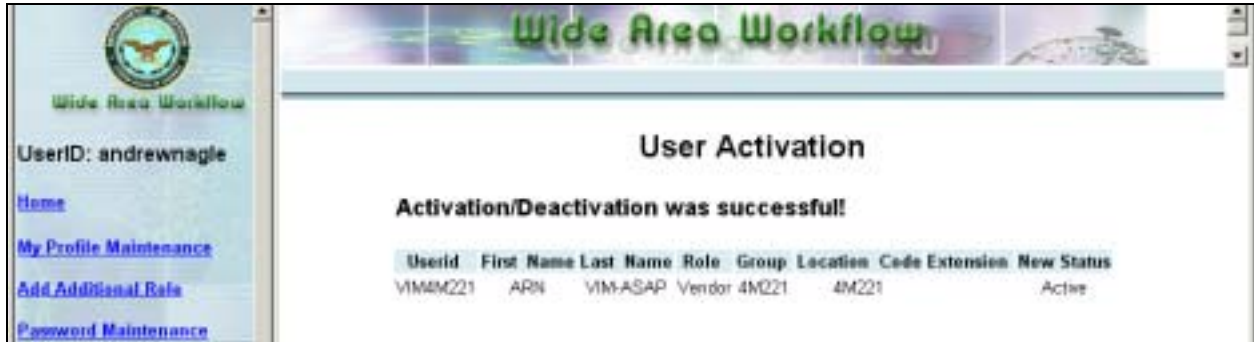 Wide Area Workflow
Wide Area Workflow
UserID: andrewnagle
Home
My Profile Maintenance
Add Additional Role
Password Maintenance
User Activation
Activation/Deactivation was successful!
Userid First Name Last Name Role Group Location Code Extension New Status
VIM4M221 ARN VIM-ASAP Vendor 4M221 4M221 Active